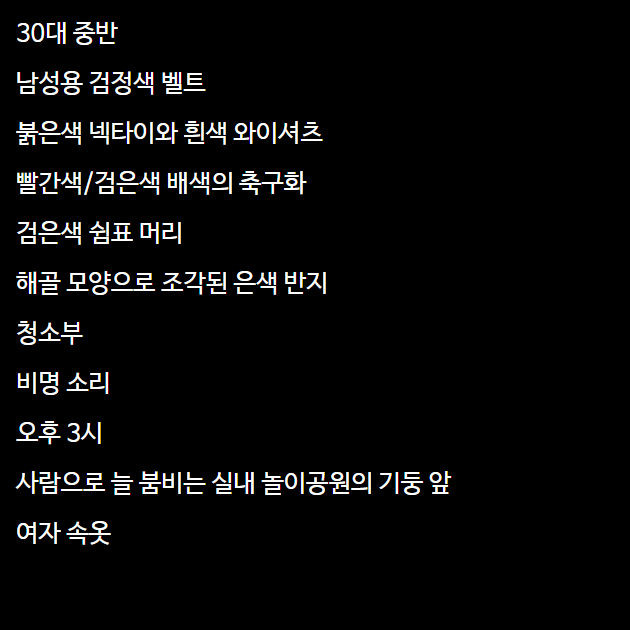 30대 중반
남성용 검정색 벨트
붉은색 넥타이와 흰색 와이셔츠
빨간색/검은색 배색의 축구화
검은색 쉼표 머리
해골 모양으로 조각된 은색 반지
청소부
비명 소리
오후 3시
사람으로 늘 붐비는 실내 놀이공원의 기둥 앞
여자 속옷